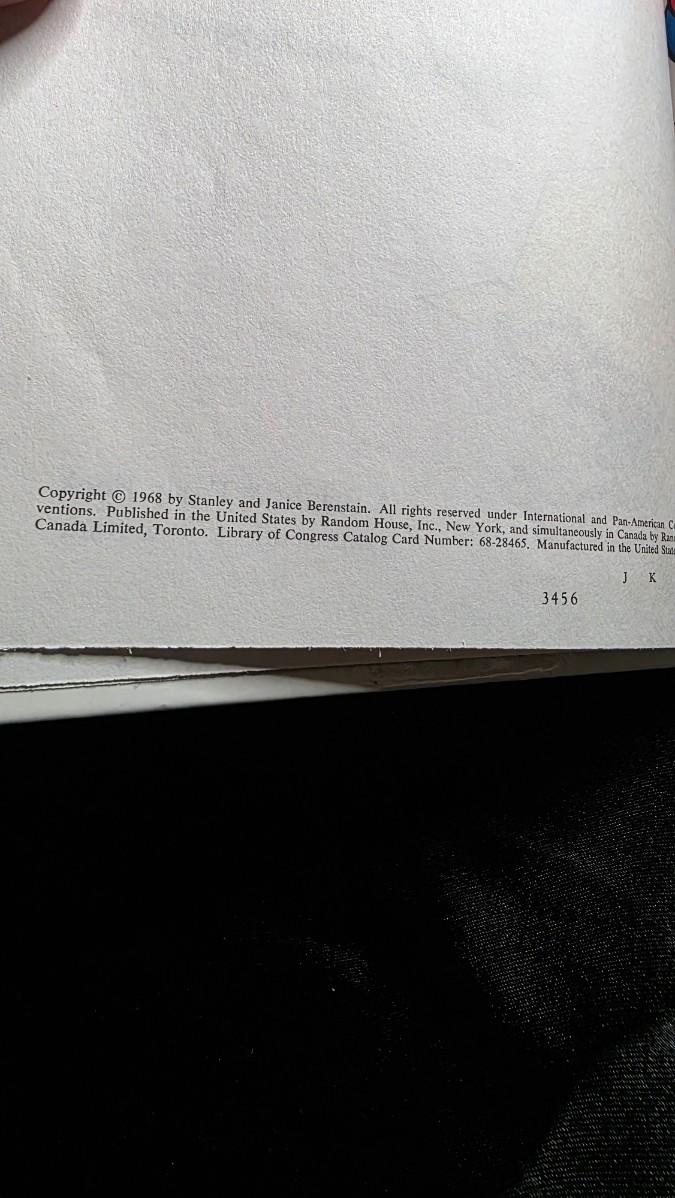 Copyright © 1968 by Stanley and Janice Berenstain. All rights reserved under International and Pan-American
ventions. Published in the United States by Random House, Inc., New York, and simultaneously in Canada by
Canada Limited, Toronto. Library of Congress Catalog Card Number: 68-28465. Manufactured in the United
J K
3456